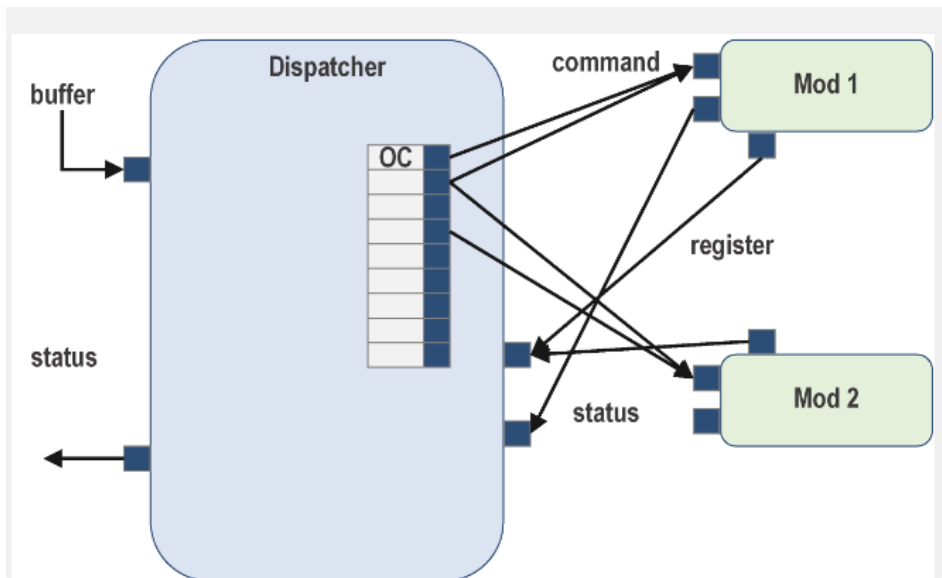 Dispatcher
command
Mod 1
buffer
OC
register
status
status
Mod 2